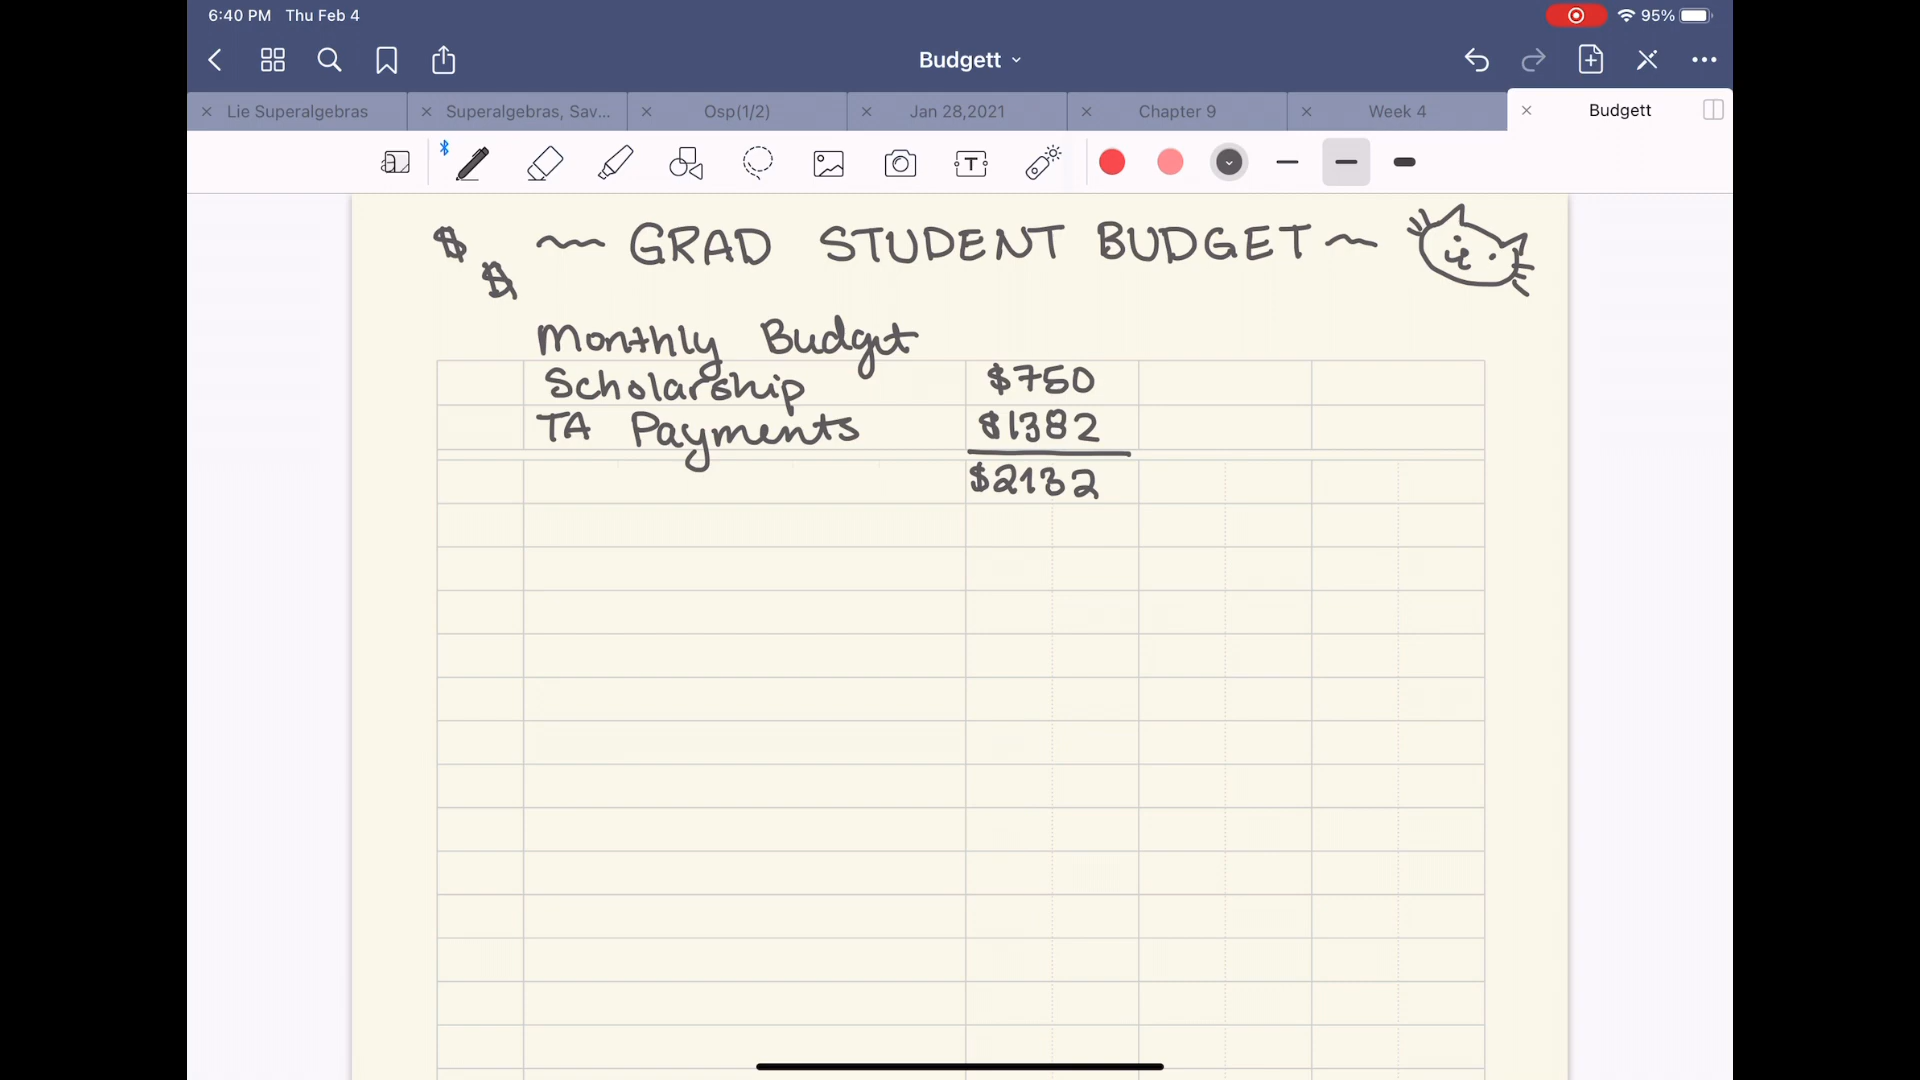 6:40 PM Thu Feb 4 95%
Budgett
Lie Superalgebras Superalgebras, Sav... Osp(1/2) Jan 28,2021 Chapter 9 Week 4 Budgett
T
$ $ ~ GRAD STUDENT BUDGET ~
Monthly Budget
Scholarship $750
TA Payments $1382
$2132